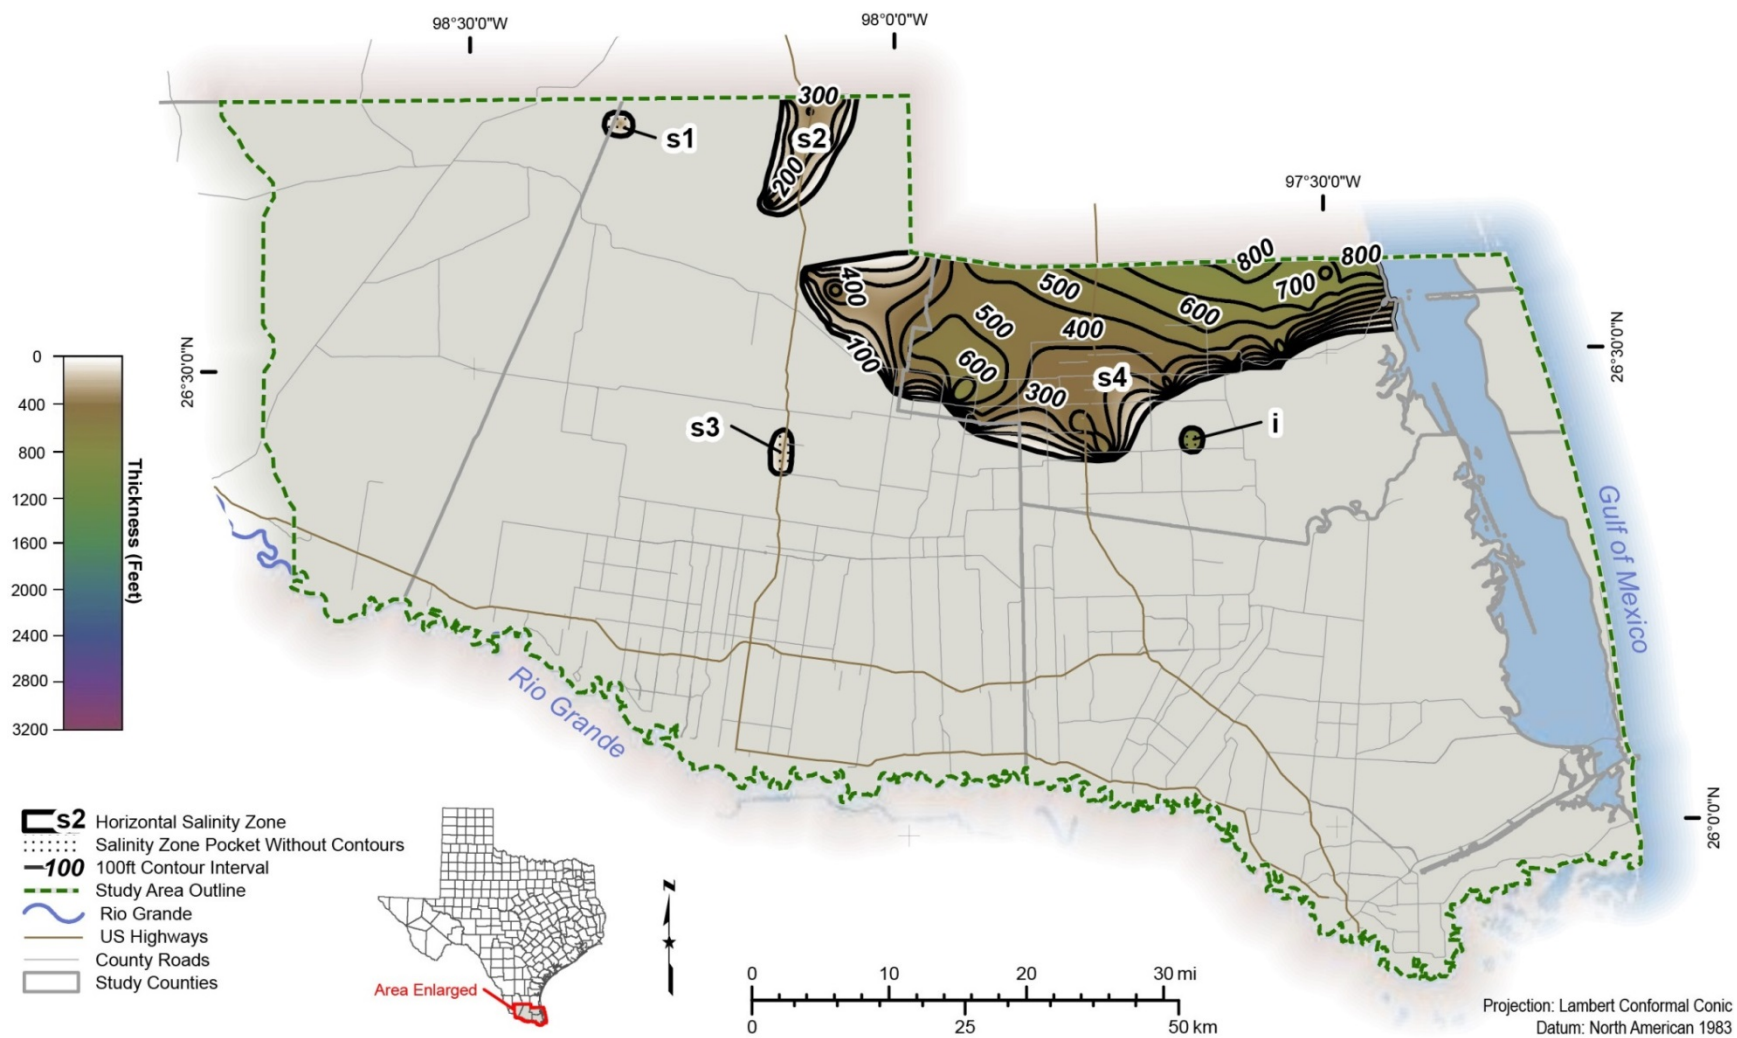 98°30'0"W
98°0'0"W
97°30'0"W
300
s1
s2
200
800
800
400
500
700
600
500
400
100
600
s4
300
s3
i
26°30'0"N
26°30'0"N
26°0'0"N
0
400
800
1200
1600
2000
2400
2800
3200
Thickness (Feet)
Gulf of Mexico
Rio Grande
s2 Horizontal Salinity Zone
Salinity Zone Pocket Without Contours
100 100ft Contour Interval
Study Area Outline
Rio Grande
US Highways
County Roads
Study Counties
Area Enlarged
N
0 10 20 30 mi
0 25 50 km
Projection: Lambert Conformal Conic
Datum: North American 1983